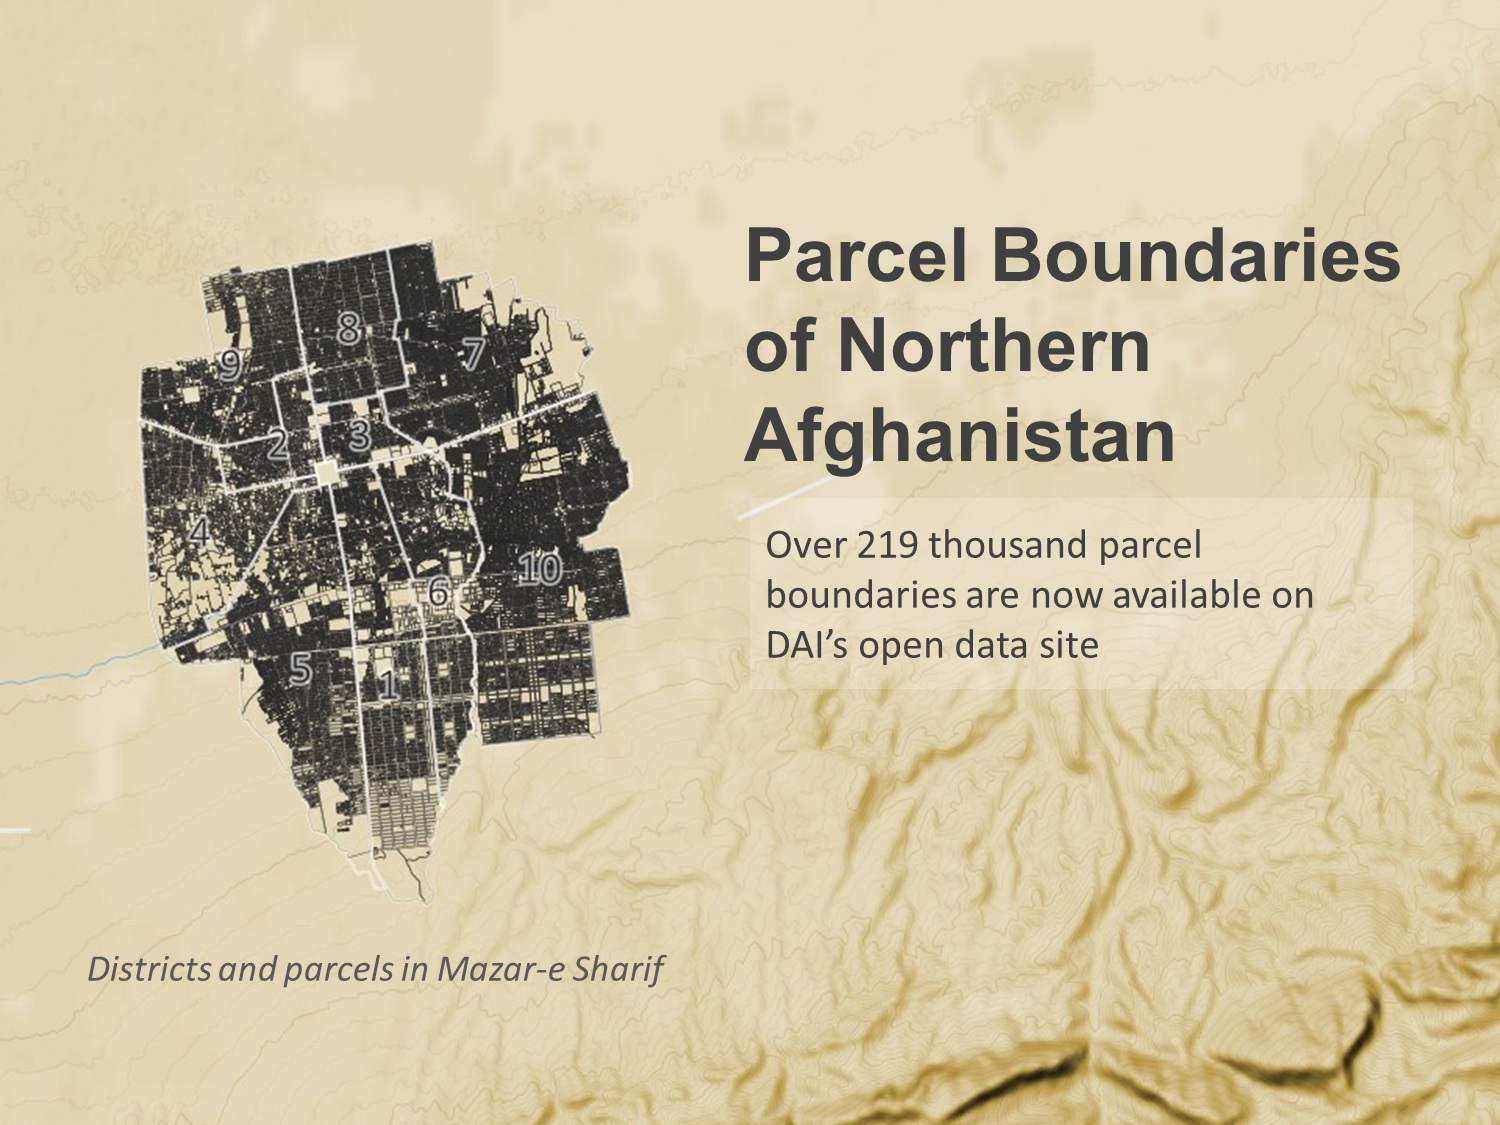 Parcel Boundaries
of Northern
Afghanistan
Over 219 thousand parcel
boundaries are now available on
DAI’s open data site
8
7
9
3
2
4
10
6
5
1
Districts and parcels in Mazar-e Sharif